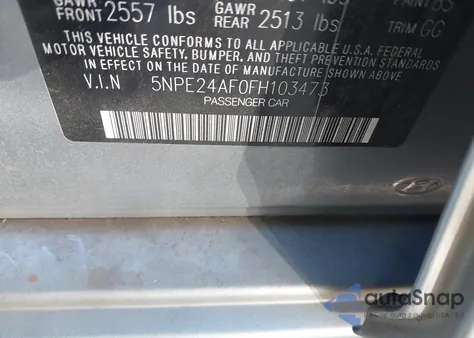 GAWR GAWR PAINT
FRONT 2557 lbs REAR 2513 lbs TRIM GG
THIS VEHICLE CONFORMS TO ALL APPLICABLE U.S.A. FEDERAL
MOTOR VEHICLE SAFETY, BUMPER, AND THEFT PREVENTION STANDARDS
IN EFFECT ON THE DATE OF MANUFACTURE SHOWN ABOVE.
V.I.N 5NPE24AF0FH103473
PASSENGER CAR
autoSnap